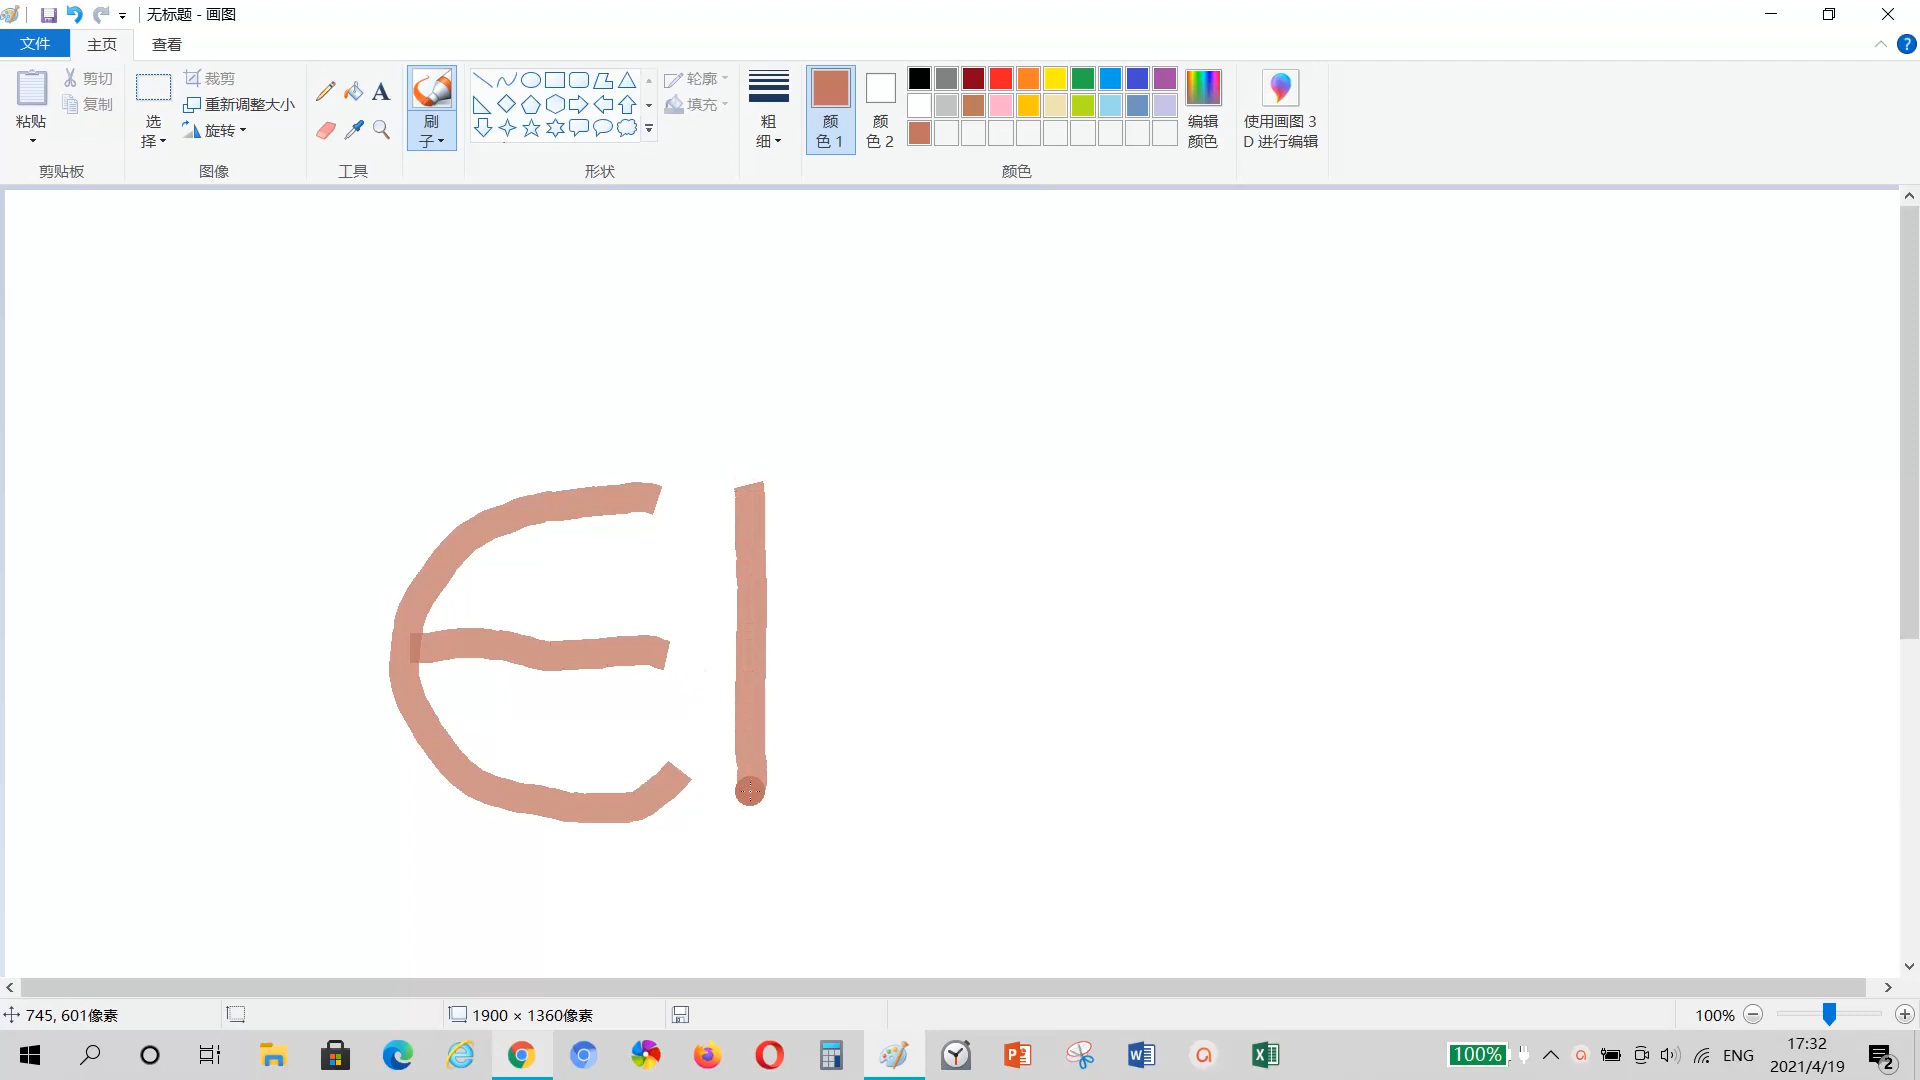 无标题 - 画图
文件 主页 查看
粘贴 剪切 复制 剪贴板
选择 裁剪 重新调整大小 旋转 图像
A 工具
刷子
轮廓 填充 形状
粗细
颜色 1 颜色 2 编辑颜色 颜色
使用画图 3D 进行编辑
El
745, 601像素 1900 × 1360像素 100%
100% ENG 17:32
2021/4/19 2